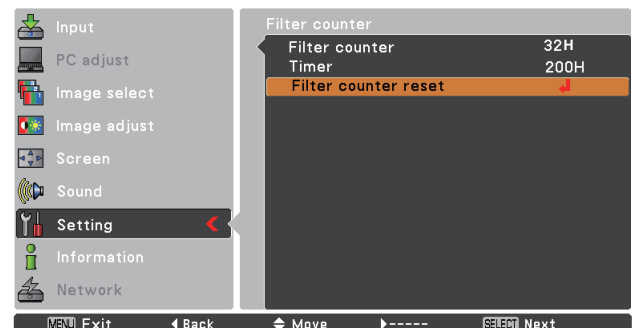 Input
PC adjust
Image select
Image adjust
Screen
Sound
Setting
Information
Network
Filter counter
Filter counter 32H
Timer 200H
Filter counter reset
MENU Exit Back Move ----- SELECT Next